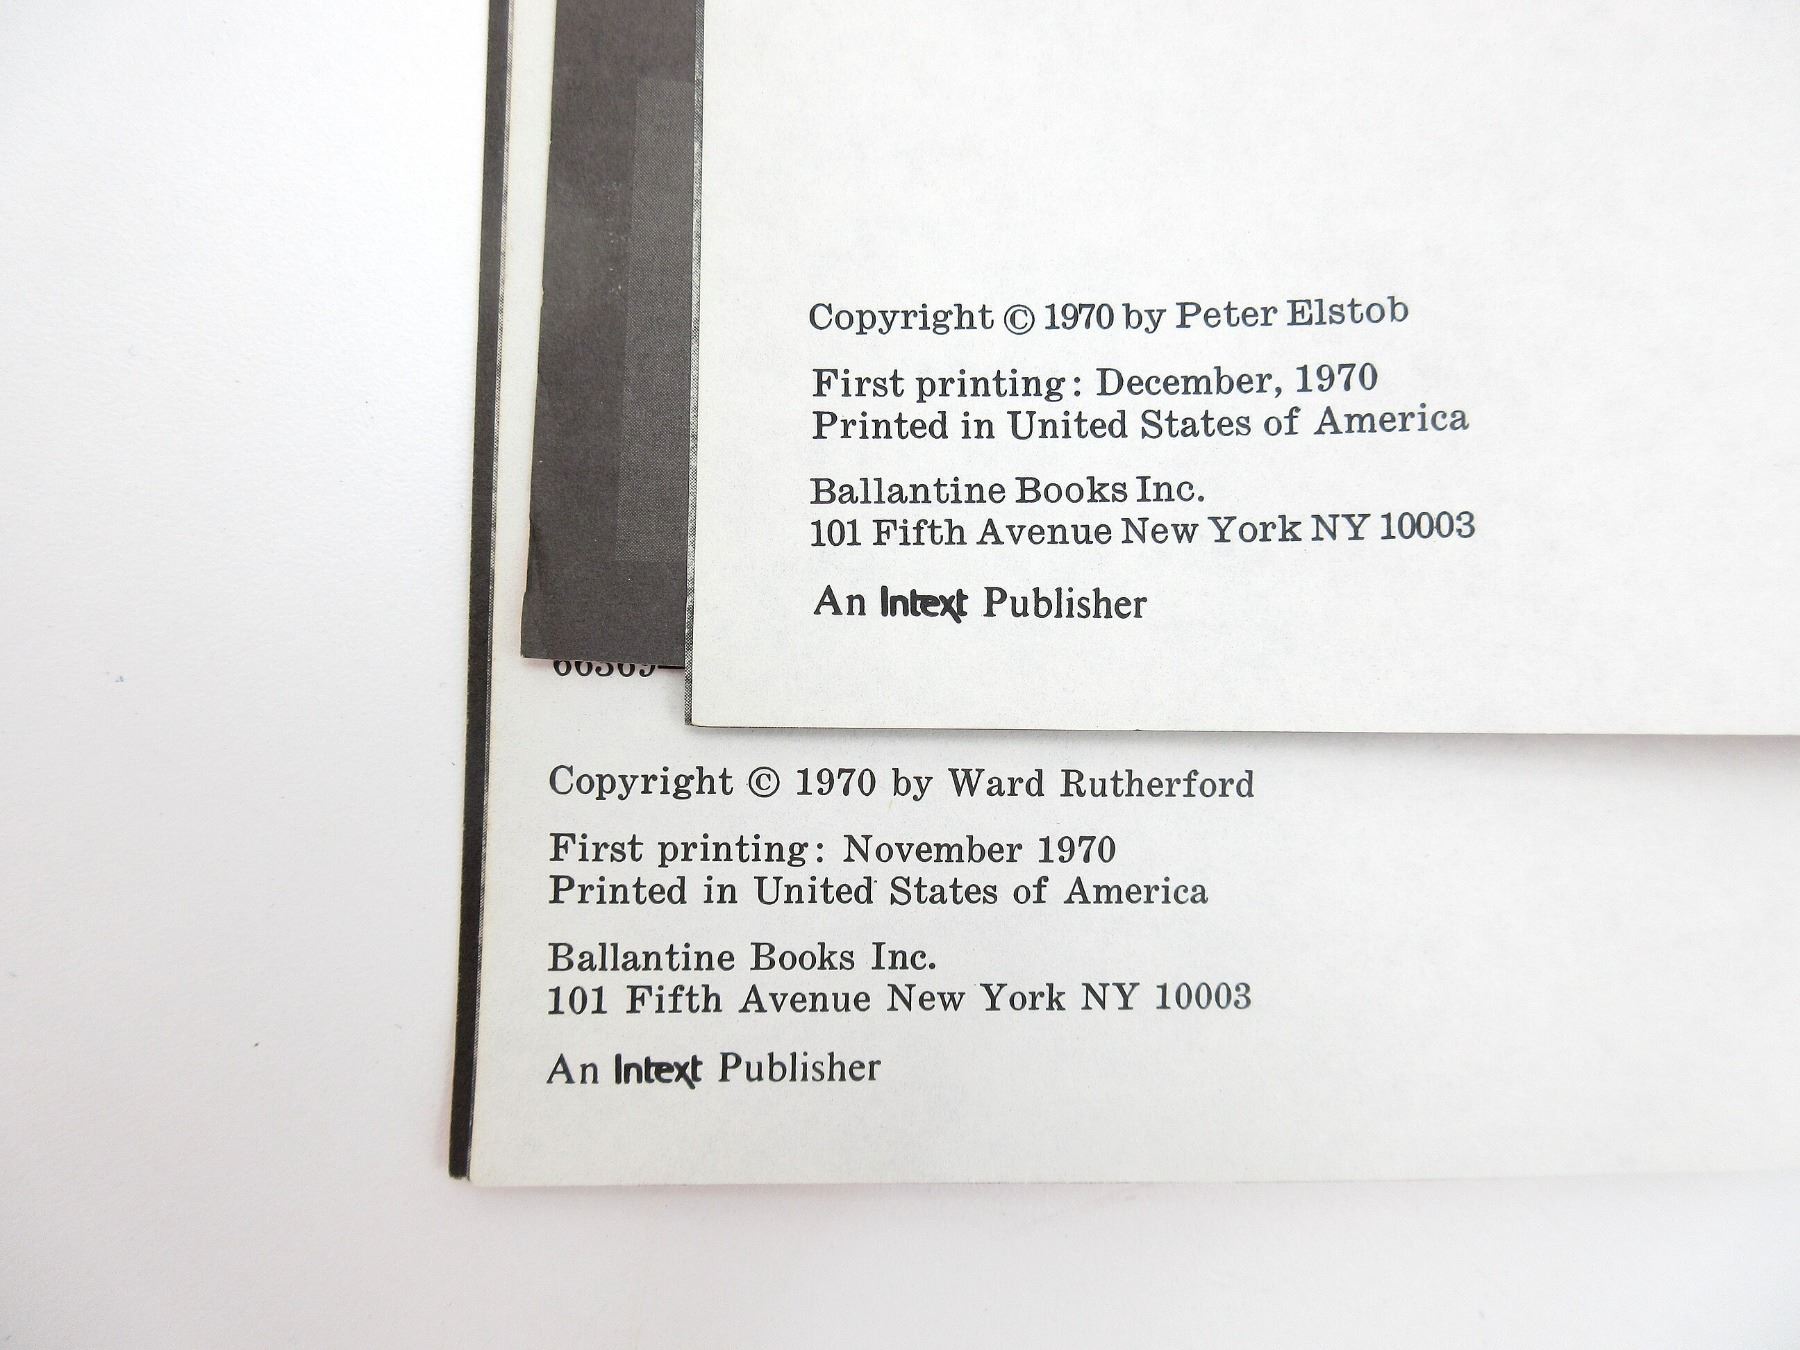 Copyright © 1970 by Peter Elstob
First printing: December, 1970
Printed in United States of America
Ballantine Books Inc.
101 Fifth Avenue New York NY 10003
An Intext Publisher
Copyright © 1970 by Ward Rutherford
First printing: November 1970
Printed in United States of America
Ballantine Books Inc.
101 Fifth Avenue New York NY 10003
An Intext Publisher